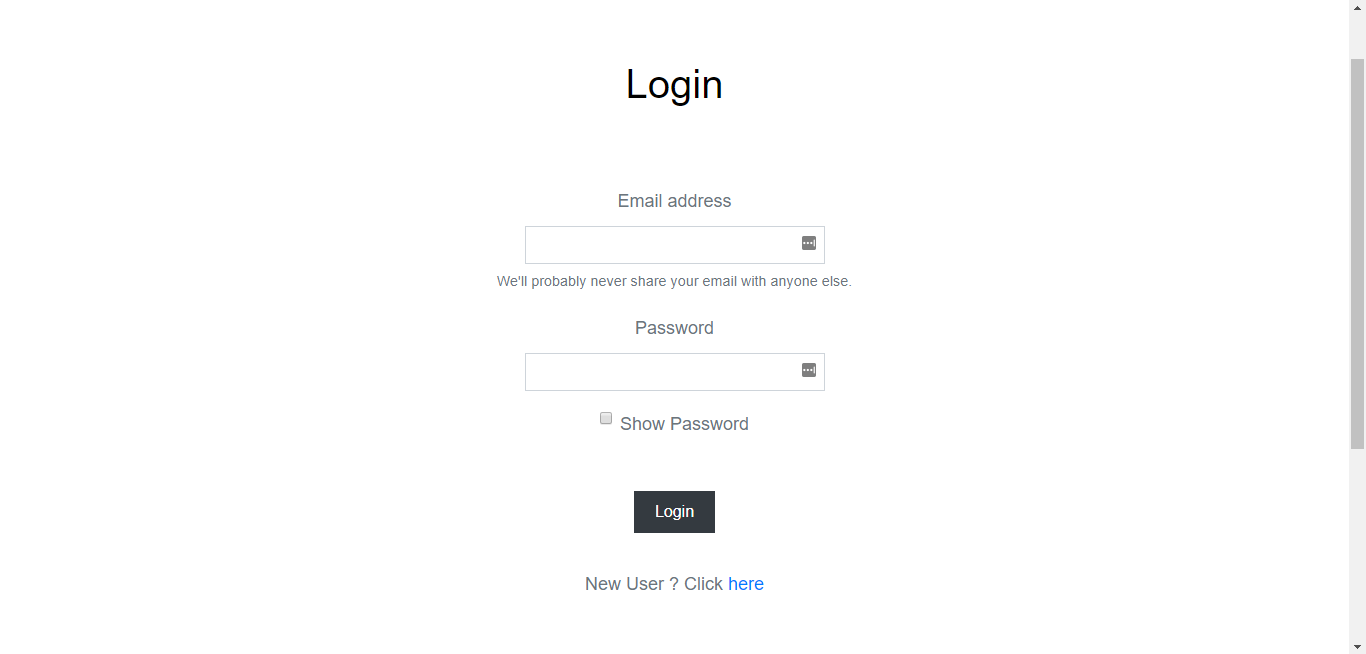 Login
Email address
We'll probably never share your email with anyone else.
Password
Show Password
Login
New User ? Click here